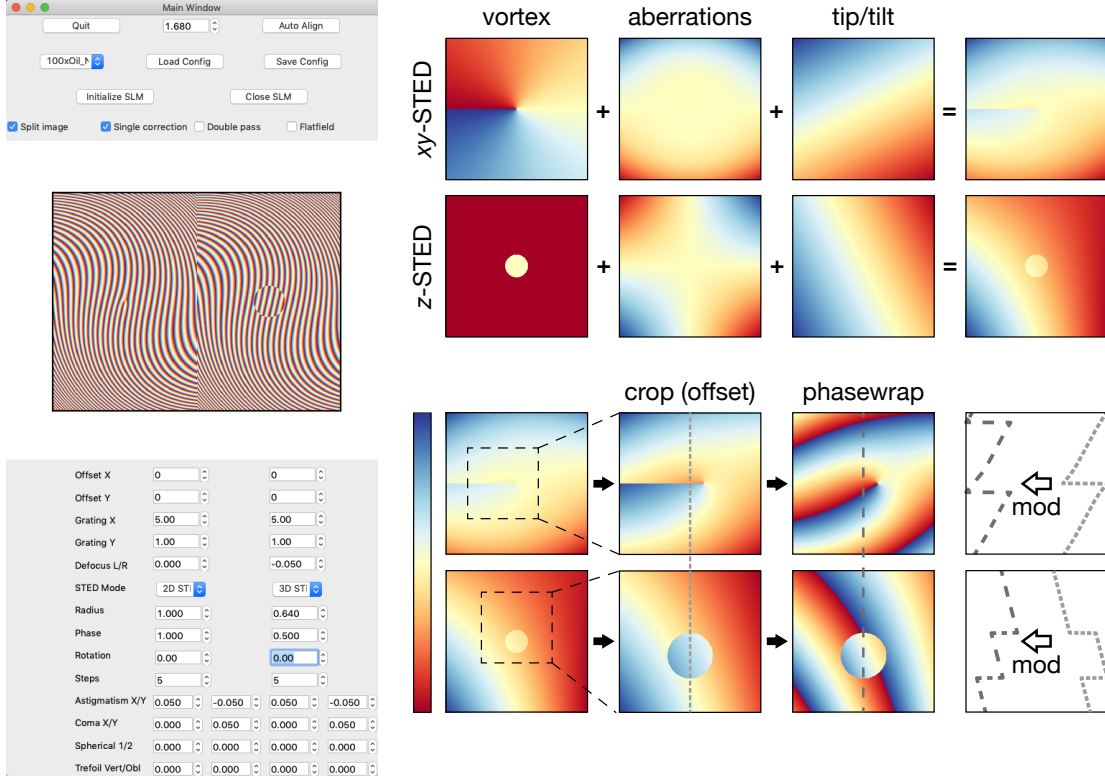 Main Window
Quit 1.680 Auto Align
100xOil_N Load Config Save Config
Initialize SLM Close SLM
Split image Single correction Double pass Flatfield
Offset X 0 0
Offset Y 0 0
Grating X 5.00 5.00
Grating Y 1.00 1.00
Defocus L/R 0.000 -0.050
STED Mode 2D STI 3D STI
Radius 1.000 0.640
Phase 1.000 0.500
Rotation 0.00 0.00
Steps 5 5
Astigmatism X/Y 0.050 -0.050 0.050 -0.050
Coma X/Y 0.000 0.050 0.000 0.050
Spherical 1/2 0.000 0.000 0.000 0.000
Trefoil Vert/Obl 0.000 0.000 0.000 0.000
vortex aberrations tip/tilt
xy-STED + + =
z-STED + + =
crop (offset) phasewrap
mod
mod